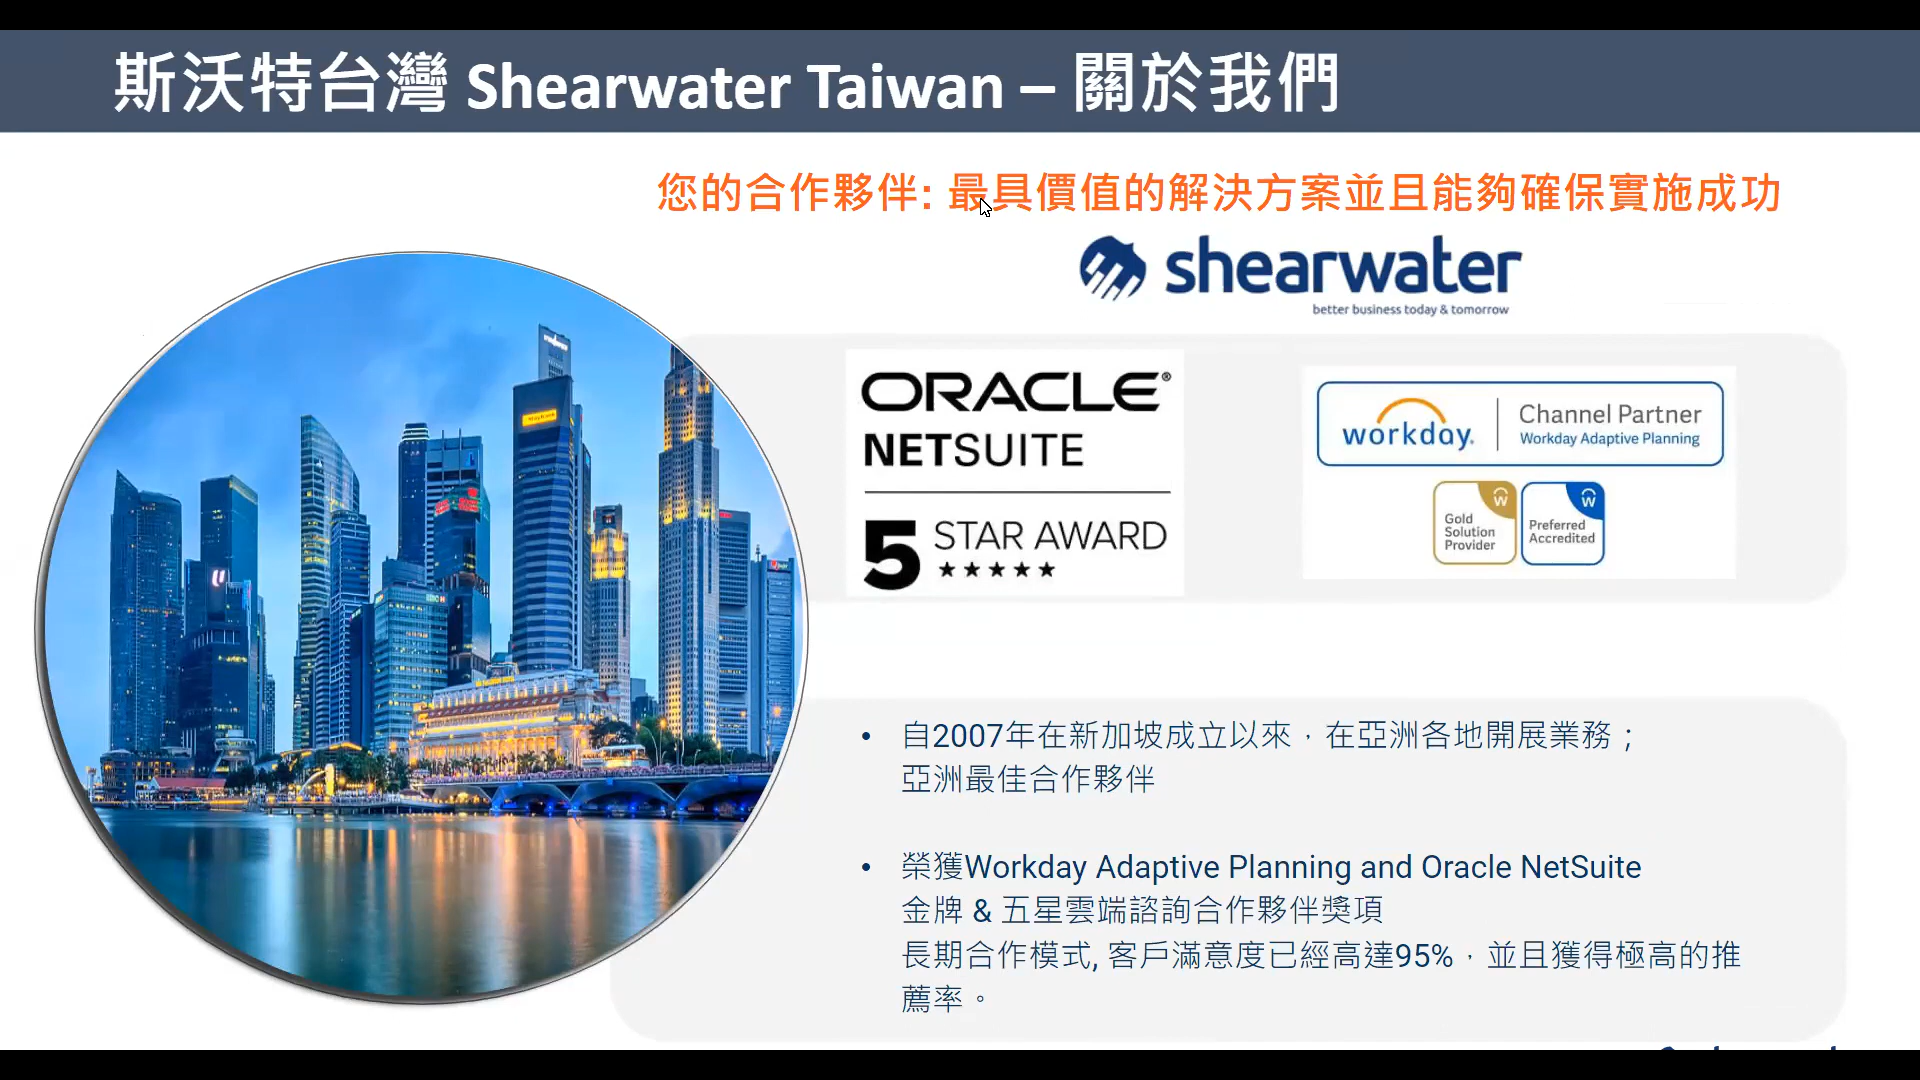 斯沃特台灣 Shearwater Taiwan – 關於我們
您的合作夥伴: 最具價值的解決方案並且能夠確保實施成功
shearwater
better business today & tomorrow
ORACLE®
NETSUITE
5 STAR AWARD
★★★★★
workday. Channel Partner
Workday Adaptive Planning
Gold
Solution
Provider
Preferred
Accredited
• 自2007年在新加坡成立以來，在亞洲各地開展業務；
亞洲最佳合作夥伴
• 榮獲Workday Adaptive Planning and Oracle NetSuite
金牌 & 五星雲端諮詢合作夥伴獎項
長期合作模式, 客戶滿意度已經高達95%，並且獲得極高的推
薦率。